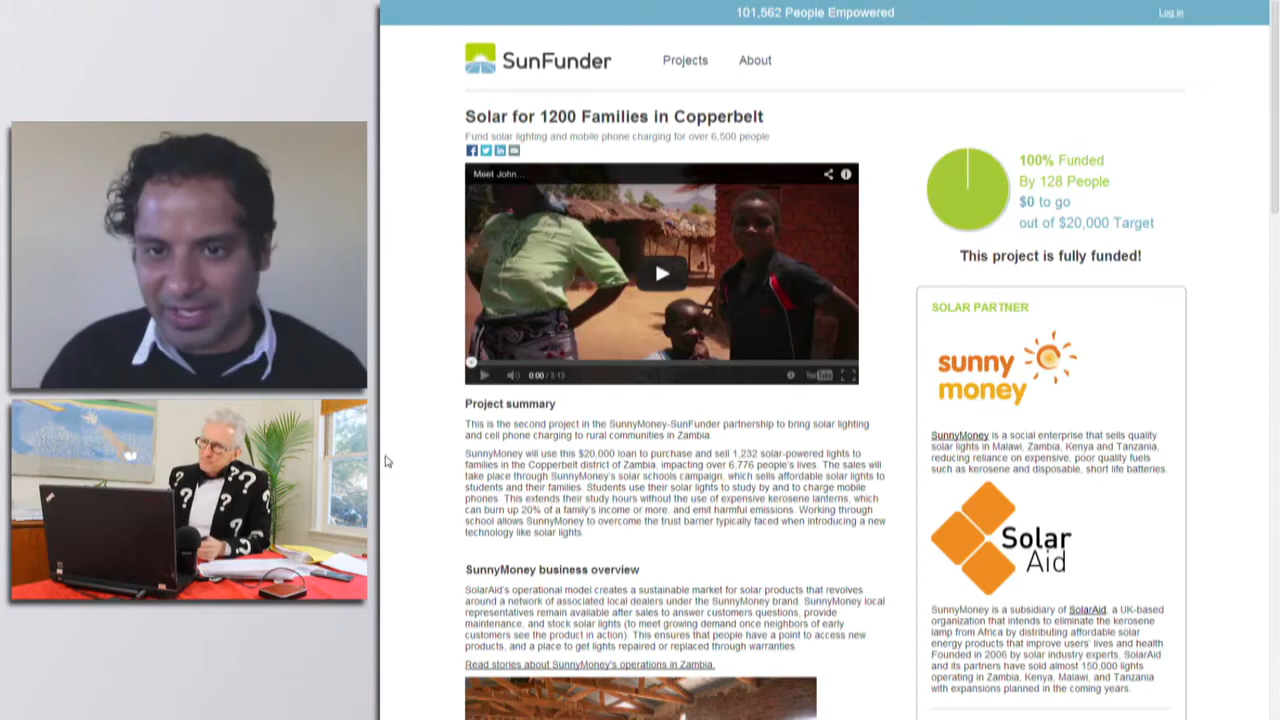 101,562 People Empowered
Log in
SunFunder
Projects
About
Solar for 1200 Families in Copperbelt
Fund solar lighting and mobile phone charging for over 6,500 people
Meet John...
0:00 / 3:13
YouTube
Project summary
This is the second project in the SunnyMoney-SunFunder partnership to bring solar lighting
and cell phone charging to rural communities in Zambia.
SunnyMoney will use this $20,000 loan to purchase and sell 1,232 solar-powered lights to
families in the Copperbelt district of Zambia, impacting over 6,776 people's lives. The sales will
take place through SunnyMoney's solar schools campaign, which sells affordable solar lights to
students and their families. Students use their solar lights to study by and to charge mobile
phones. This extends their study hours without the use of expensive kerosene lanterns, which
can burn up 20% of a family's income or more, and emit harmful emissions. Working through
school allows SunnyMoney to overcome the trust barrier typically faced when introducing a new
technology like solar lights.
SunnyMoney business overview
SolarAid's operational model creates a sustainable market for solar products that revolves
around a network of associated local dealers under the SunnyMoney brand. SunnyMoney local
representatives remain available after sales to answer customers questions, provide
maintenance, and stock solar lights (to meet growing demand once neighbors of early
customers see the product in action). This ensures that people have a point to access new
products, and a place to get lights repaired or replaced through warranties.
Read stories about SunnyMoney's operations in Zambia.
100% Funded
By 128 People
$0 to go
out of $20,000 Target
This project is fully funded!
SOLAR PARTNER
sunny
money
SunnyMoney is a social enterprise that sells quality
solar lights in Malawi, Zambia, Kenya and Tanzania,
reducing reliance on expensive, poor quality fuels
such as kerosene and disposable, short life batteries.
Solar
Aid
SunnyMoney is a subsidiary of SolarAid, a UK-based
organization that intends to eliminate the kerosene
lamp from Africa by distributing affordable solar
energy products that improve users' lives and health.
Founded in 2006 by solar industry experts, SolarAid
and its partners have sold almost 150,000 lights
operating in Zambia, Kenya, Malawi, and Tanzania
with expansions planned in the coming years.